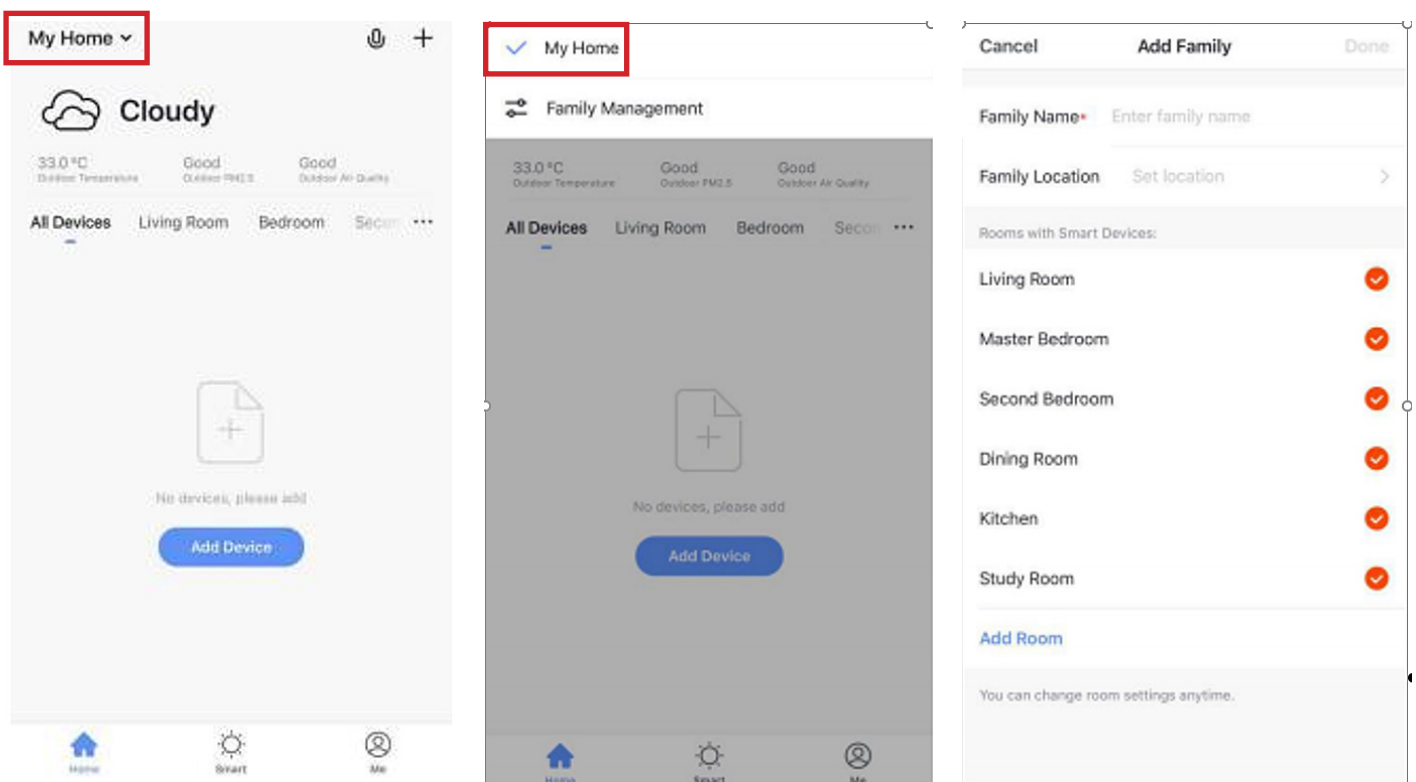 My Home
Cloudy
33.0 °C Good Good
Outdoor Temperature Outdoor PM2.5 Outdoor Air Quality
All Devices Living Room Bedroom Secon
No devices, please add
Add Device
Home Smart Me
My Home
Family Management
33.0 °C Good Good
Outdoor Temperature Outdoor PM2.5 Outdoor Air Quality
All Devices Living Room Bedroom Secon
No devices, please add
Add Device
Home Smart Me
Cancel Add Family Done
Family Name* Enter family name
Family Location Set location
Rooms with Smart Devices:
Living Room
Master Bedroom
Second Bedroom
Dining Room
Kitchen
Study Room
Add Room
You can change room settings anytime.